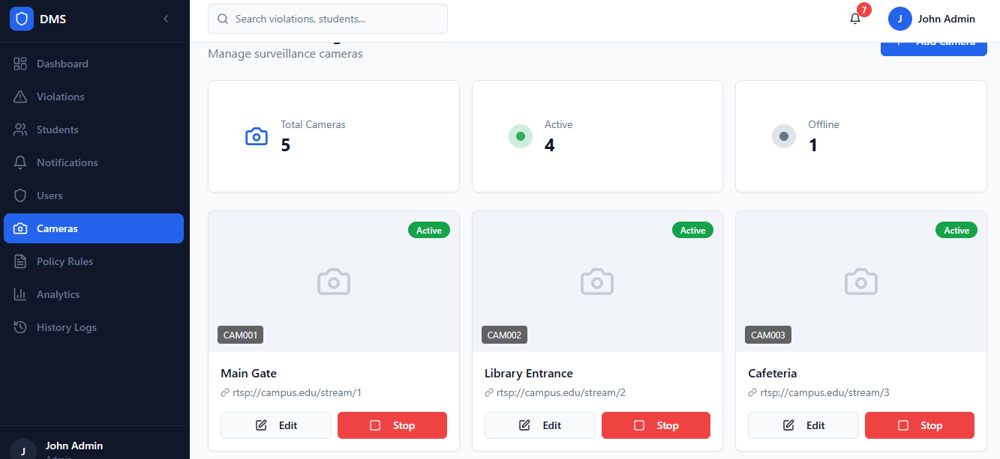 DMS
Search violations, students...
7
J
John Admin
Dashboard
Violations
Students
Notifications
Users
Cameras
Policy Rules
Analytics
History Logs
J
John Admin
Admin
Manage surveillance cameras
Add Camera
Total Cameras
5
Active
4
Offline
1
Active
CAM001
Main Gate
rtsp://campus.edu/stream/1
Edit
Stop
Active
CAM002
Library Entrance
rtsp://campus.edu/stream/2
Edit
Stop
Active
CAM003
Cafeteria
rtsp://campus.edu/stream/3
Edit
Stop